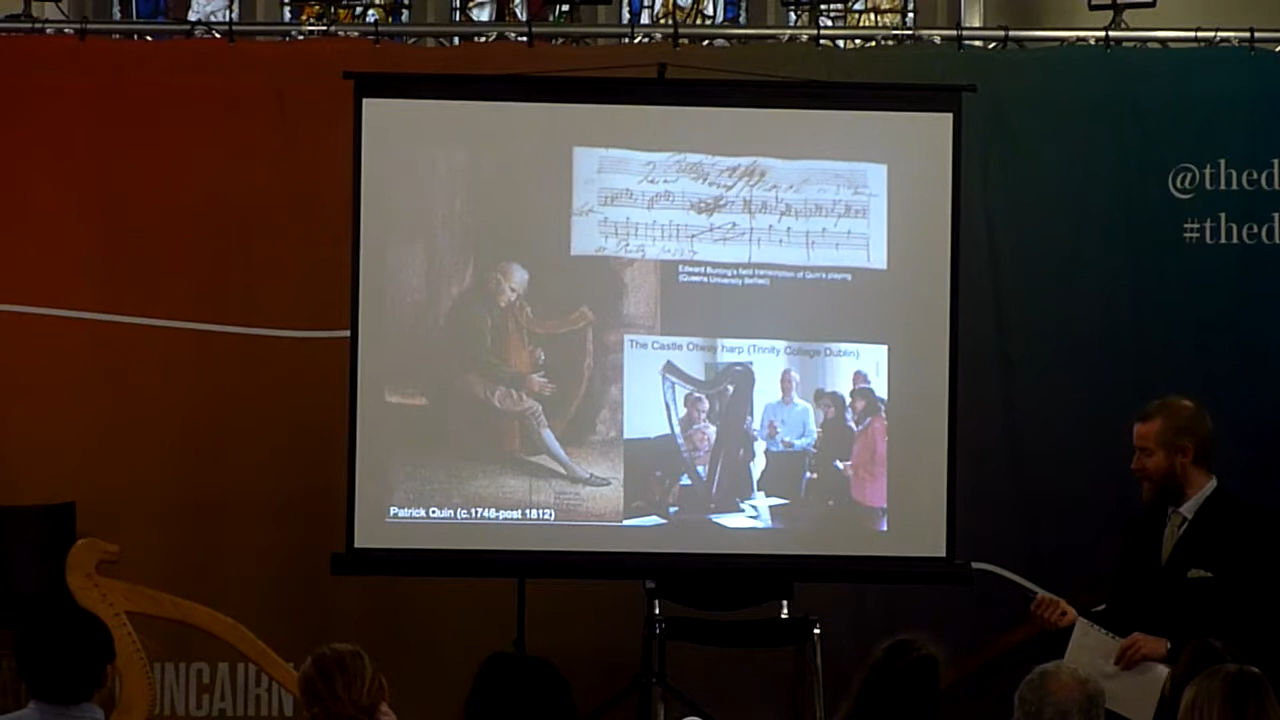 @thed
#thed
Edward Bunting's field transcription of Quin's playing
(Queens University Belfast)
The Castle Otway harp (Trinity College Dublin)
Patrick Quin (c.1746-post 1812)
UNCAIRN